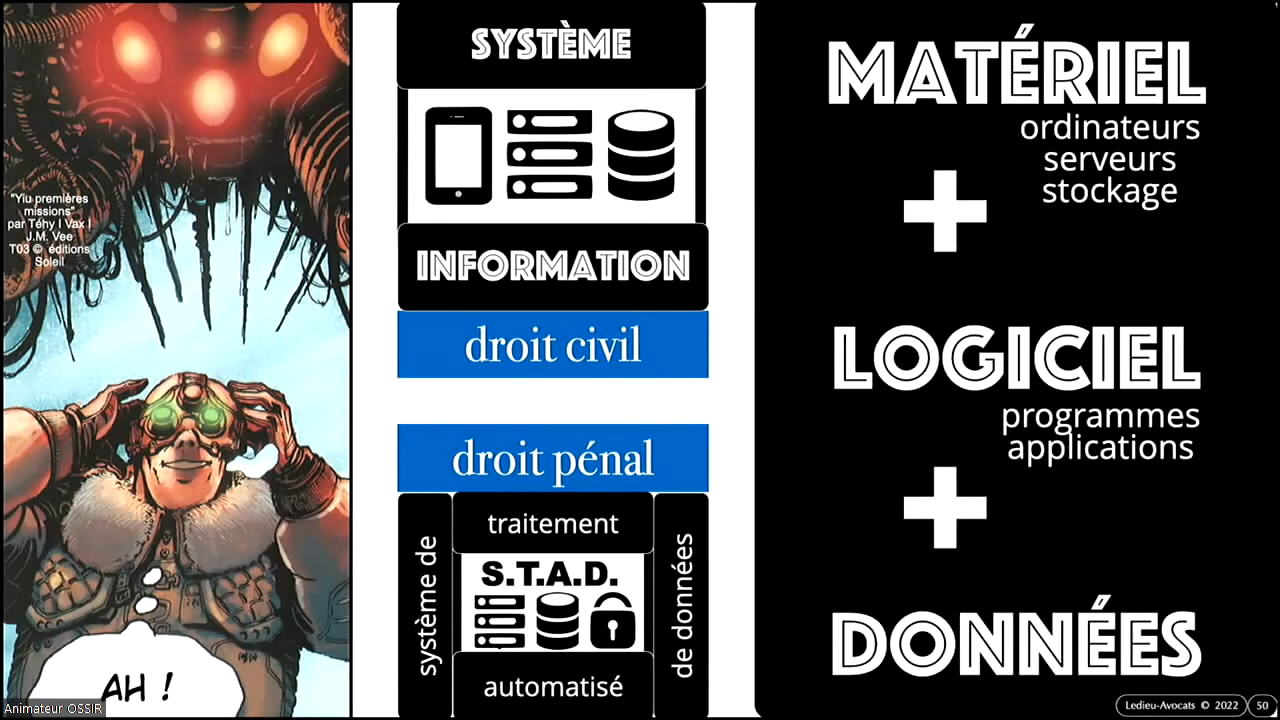 "Yiu premières
missions"
par Téhy I Vax I
J.M. Vee
T03 © éditions
Soleil
AH !
Animateur OSSIR
SYSTÈME
INFORMATION
droit civil
droit pénal
système de
traitement
S.T.A.D.
automatisé
de données
MATÉRIEL
ordinateurs
serveurs
stockage
+
LOGICIEL
programmes
applications
+
DONNÉES
Ledieu-Avocats © 2022
50